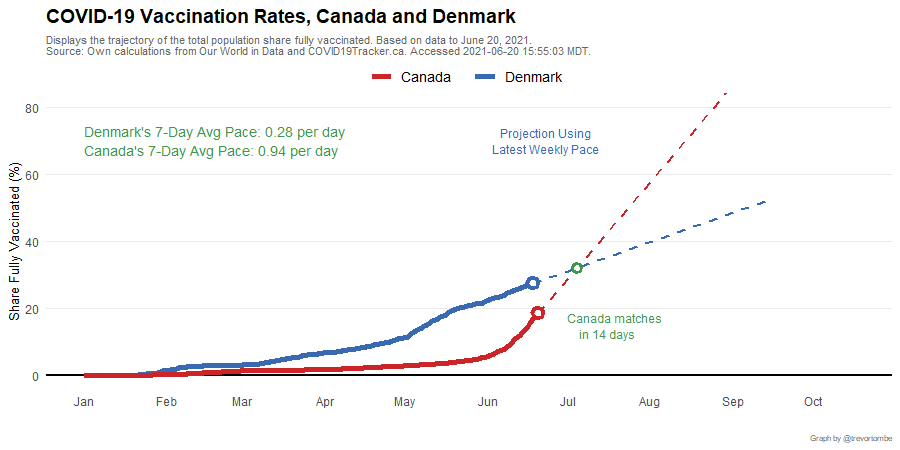 COVID-19 Vaccination Rates, Canada and Denmark
Displays the trajectory of the total population share fully vaccinated. Based on data to June 20, 2021.
Source: Own calculations from Our World in Data and COVID19Tracker.ca. Accessed 2021-06-20 15:55:03 MDT.
Canada Denmark
Denmark's 7-Day Avg Pace: 0.28 per day
Canada's 7-Day Avg Pace: 0.94 per day
Projection Using
Latest Weekly Pace
Canada matches
in 14 days
Share Fully Vaccinated (%)
80
60
40
20
0
Jan Feb Mar Apr May Jun Jul Aug Sep Oct
Graph by @trevortombe